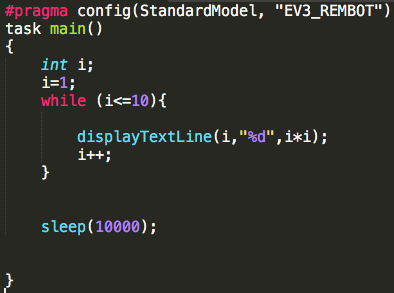 #pragma config(StandardModel, "EV3_REMBOT")
task main()
{
int i;
i=1;
while (i<=10){
displayTextLine(i,"%d",i*i);
i++;
}
sleep(10000);
}